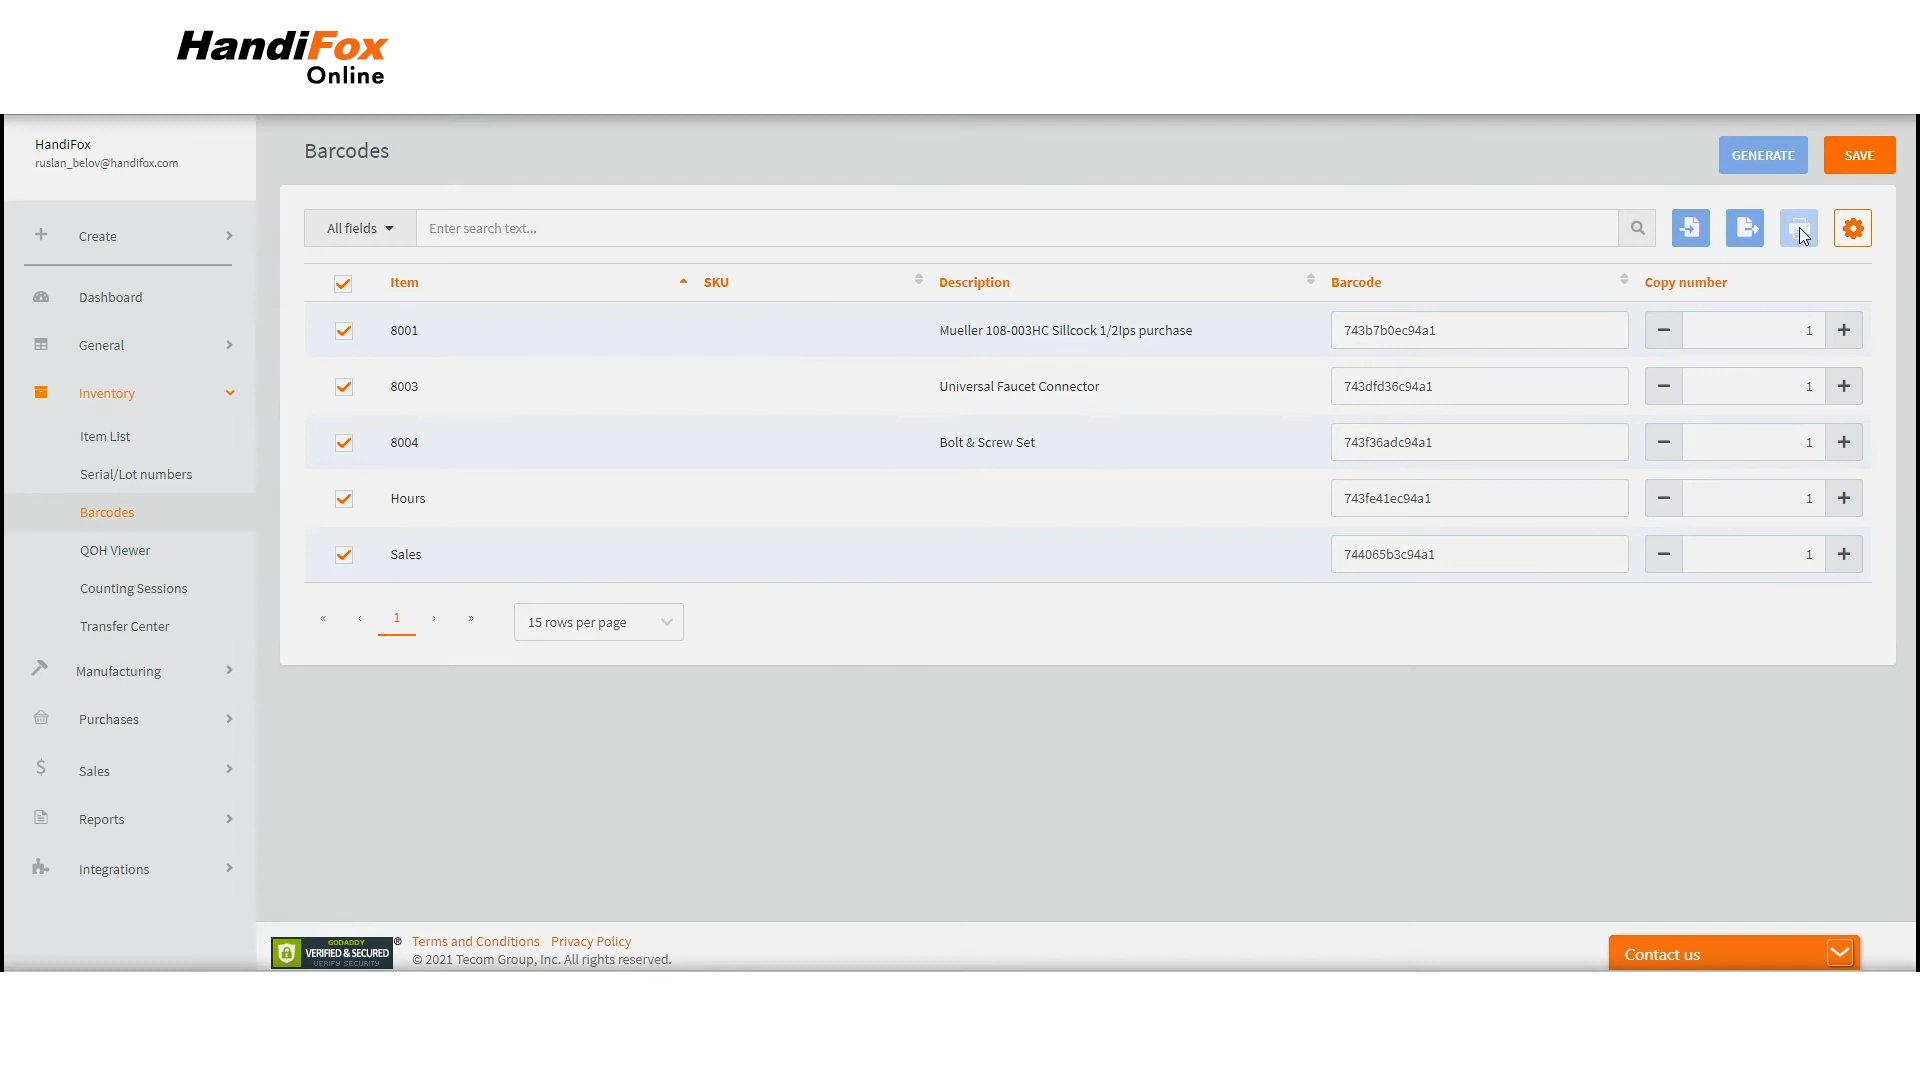 HandiFox
Online
HandiFox
ruslan_belov@handifox.com
Create
Dashboard
General
Inventory
Item List
Serial/Lot numbers
Barcodes
QOH Viewer
Counting Sessions
Transfer Center
Manufacturing
Purchases
Sales
Reports
Integrations
Barcodes
GENERATE
SAVE
All fields
Enter search text...
Item SKU Description Barcode Copy number
8001 Mueller 108-003HC Sillcock 1/2Ips purchase 743b7b0ec94a1 1
8003 Universal Faucet Connector 743dfd36c94a1 1
8004 Bolt & Screw Set 743f36adc94a1 1
Hours 743fe41ec94a1 1
Sales 744065b3c94a1 1
« ‹ 1 › » 15 rows per page
GODADDY
VERIFIED & SECURED
VERIFY SECURITY
®
Terms and Conditions Privacy Policy
© 2021 Tecom Group, Inc. All rights reserved.
Contact us